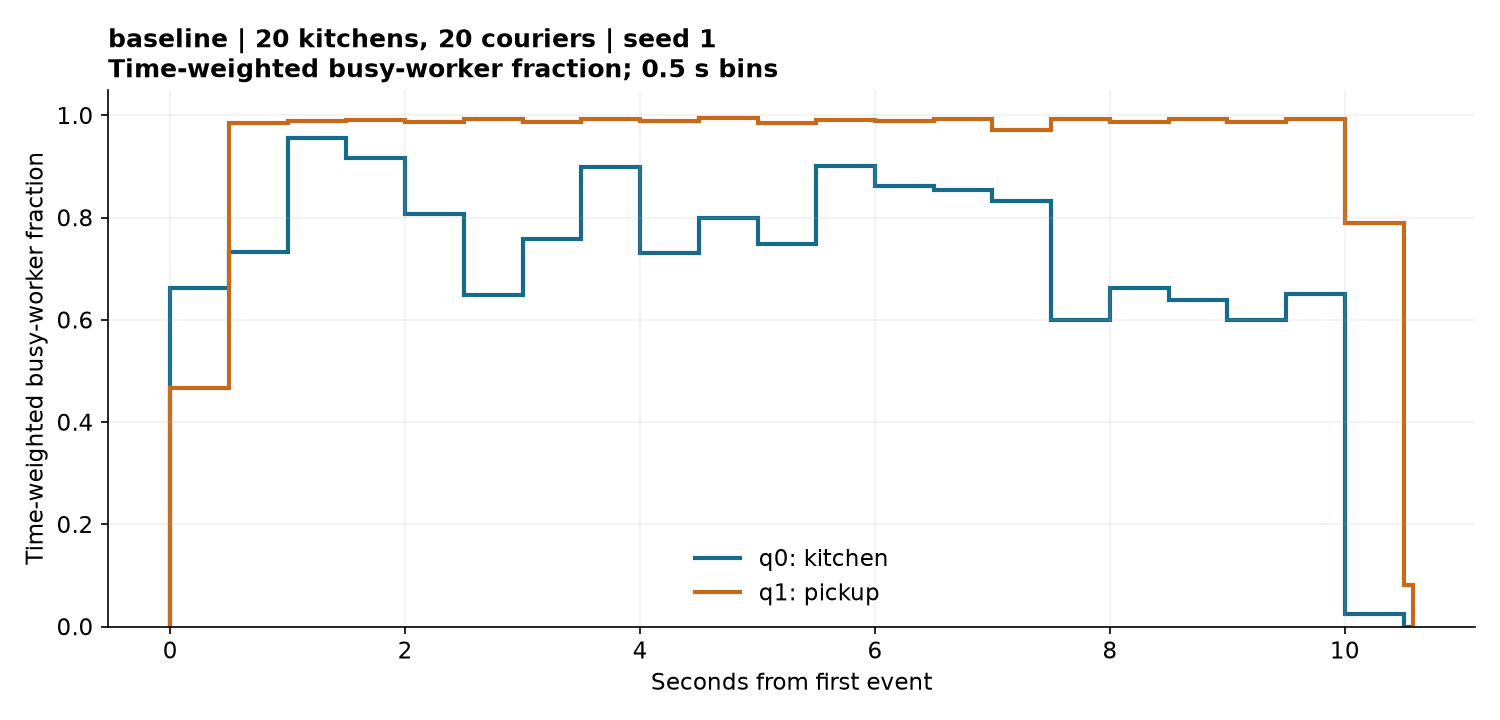 baseline | 20 kitchens, 20 couriers | seed 1
Time-weighted busy-worker fraction; 0.5 s bins
Time-weighted busy-worker fraction
1.0
0.8
0.6
0.4
0.2
0.0
q0: kitchen
q1: pickup
0 2 4 6 8 10
Seconds from first event